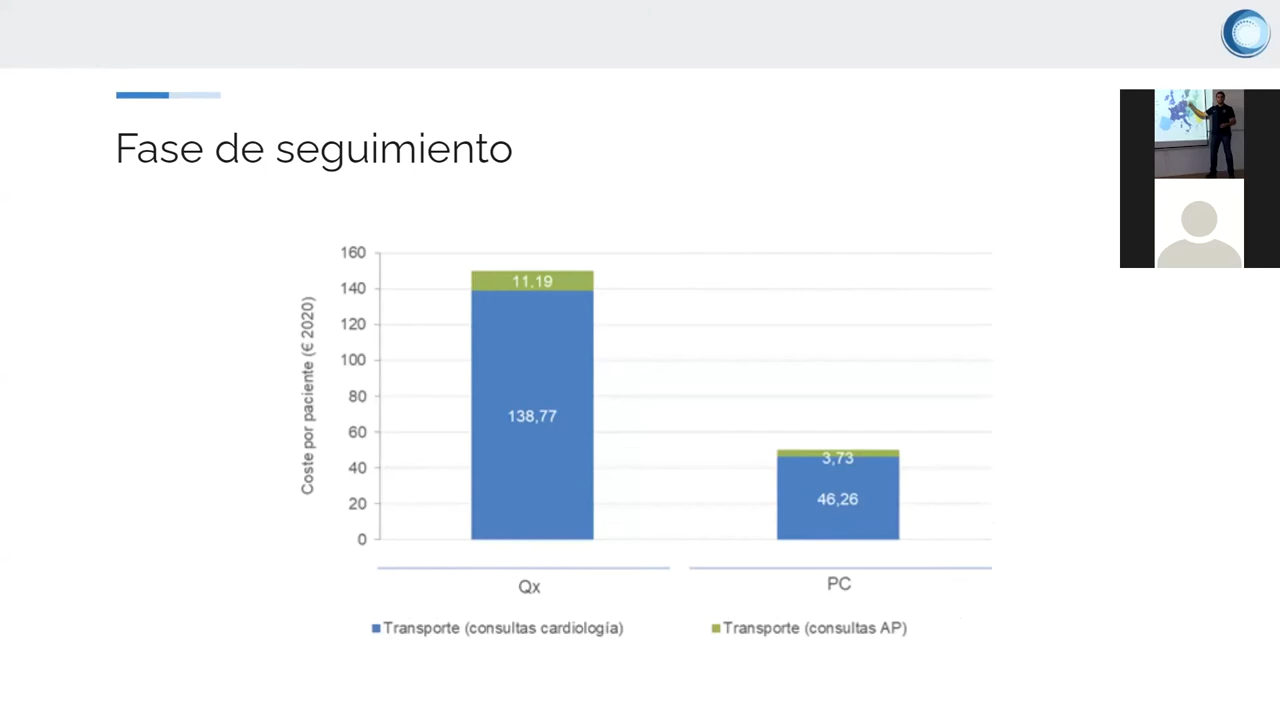 Fase de seguimiento
Coste por paciente (€ 2020)
160
140
120
100
80
60
40
20
0
11,19
138,77
3,73
46,26
Qx
PC
Transporte (consultas cardiología)
Transporte (consultas AP)